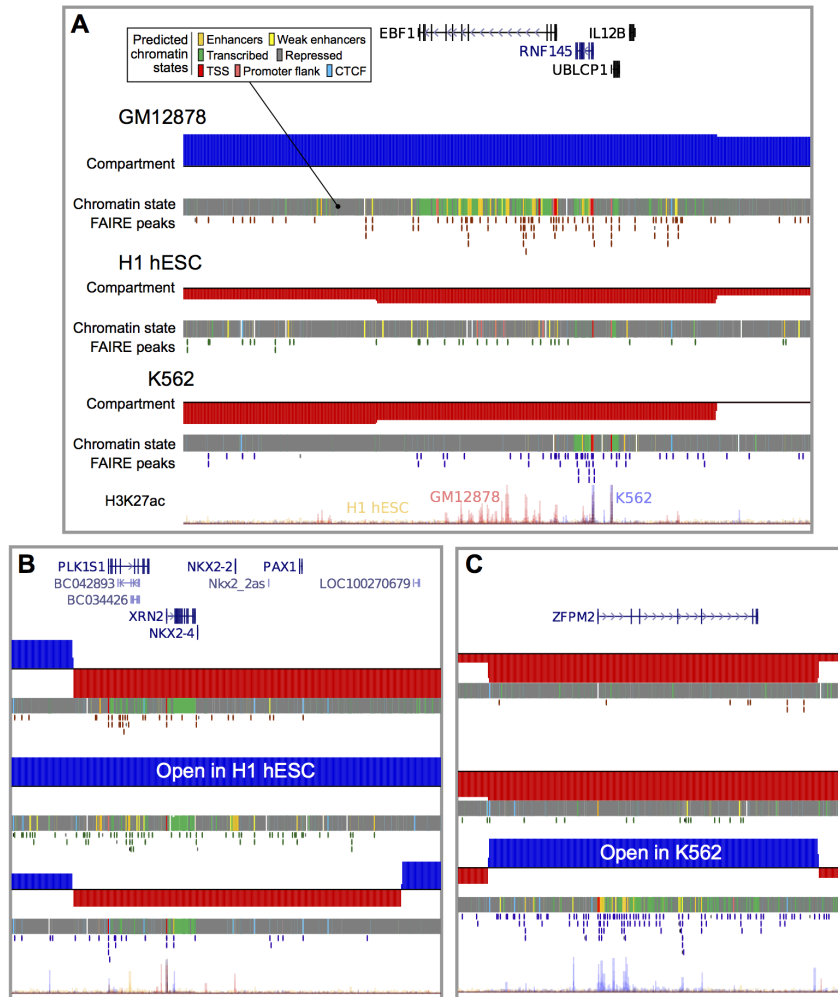 A
EBF1
IL12B
RNF145
UBLCP1
Predicted chromatin states
Enhancers
Weak enhancers
Transcribed
Repressed
TSS
Promoter flank
CTCF
GM12878
Compartment
Chromatin state
FAIRE peaks
H1 hESC
Compartment
Chromatin state
FAIRE peaks
K562
Compartment
Chromatin state
FAIRE peaks
H3K27ac
H1 hESC
GM12878
K562
B
PLK1S1
NKX2-2
PAX1
BC042893
Nkx2_2as
LOC100270679
BC034426
XRN2
NKX2-4
Open in H1 hESC
C
ZFPM2
Open in K562